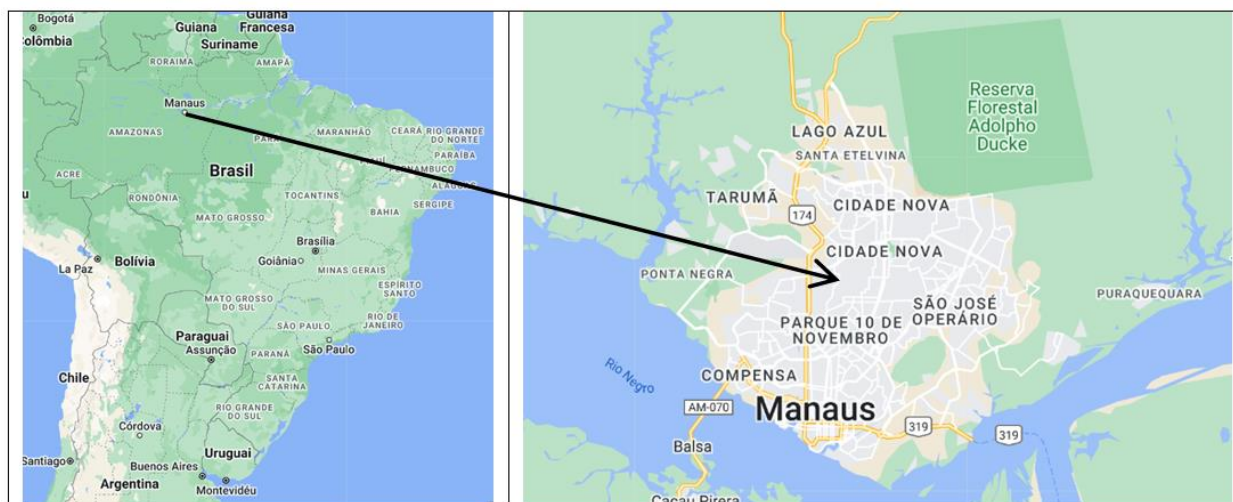 Bogotá
Colômbia
Guiana
Suriname
Guiana
Francesa
RORAIMA
AMAPÁ
Manaus
AMAZONAS
MARANHÃO
CEARÁ
RIO GRANDE
DO NORTE
PARAÍBA
PERNAMBUCO
ALAGOAS
SERGIPE
ACRE
Brasil
RONDÔNIA
TOCANTINS
MATO GROSSO
BAHIA
Brasília
Goiânia
La Paz
Bolívia
MINAS GERAIS
MATO GROSSO
DO SUL
ESPÍRITO
SANTO
RIO DE
JANEIRO
SÃO PAULO
São Paulo
Paraguai
Assunção
PARANÁ
Chile
SANTA
CATARINA
RIO GRANDE
DO SUL
Córdova
Uruguai
Santiago
Buenos Aires
Argentina
Montevidéu
Reserva
Florestal
Adolpho
Ducke
LAGO AZUL
SANTA ETELVINA
TARUMÃ
CIDADE NOVA
174
CIDADE NOVA
PONTA NEGRA
SÃO JOSÉ
OPERÁRIO
PURAQUEQUARA
PARQUE 10 DE
NOVEMBRO
Rio Negro
COMPENSA
AM-070
Manaus
319
319
Balsa
Cacau Pirera